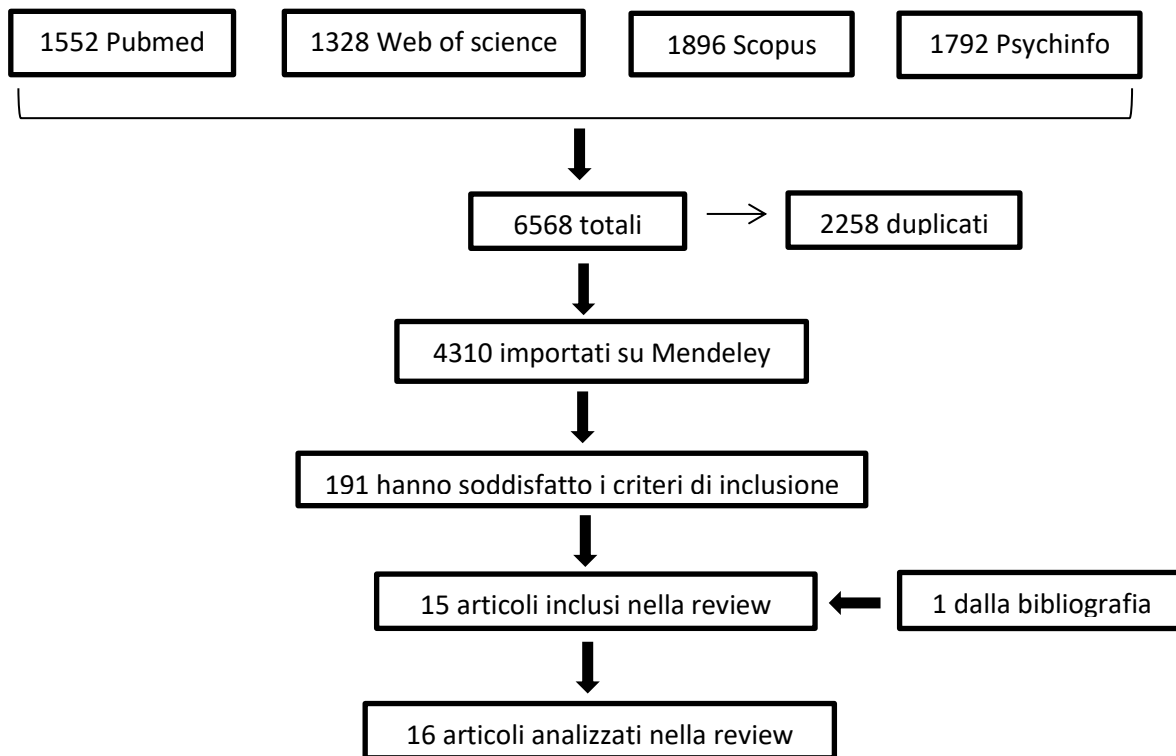 1552 Pubmed
1328 Web of science
1896 Scopus
1792 Psychinfo
6568 totali
2258 duplicati
4310 importati su Mendeley
191 hanno soddisfatto i criteri di inclusione
15 articoli inclusi nella review
1 dalla bibliografia
16 articoli analizzati nella review